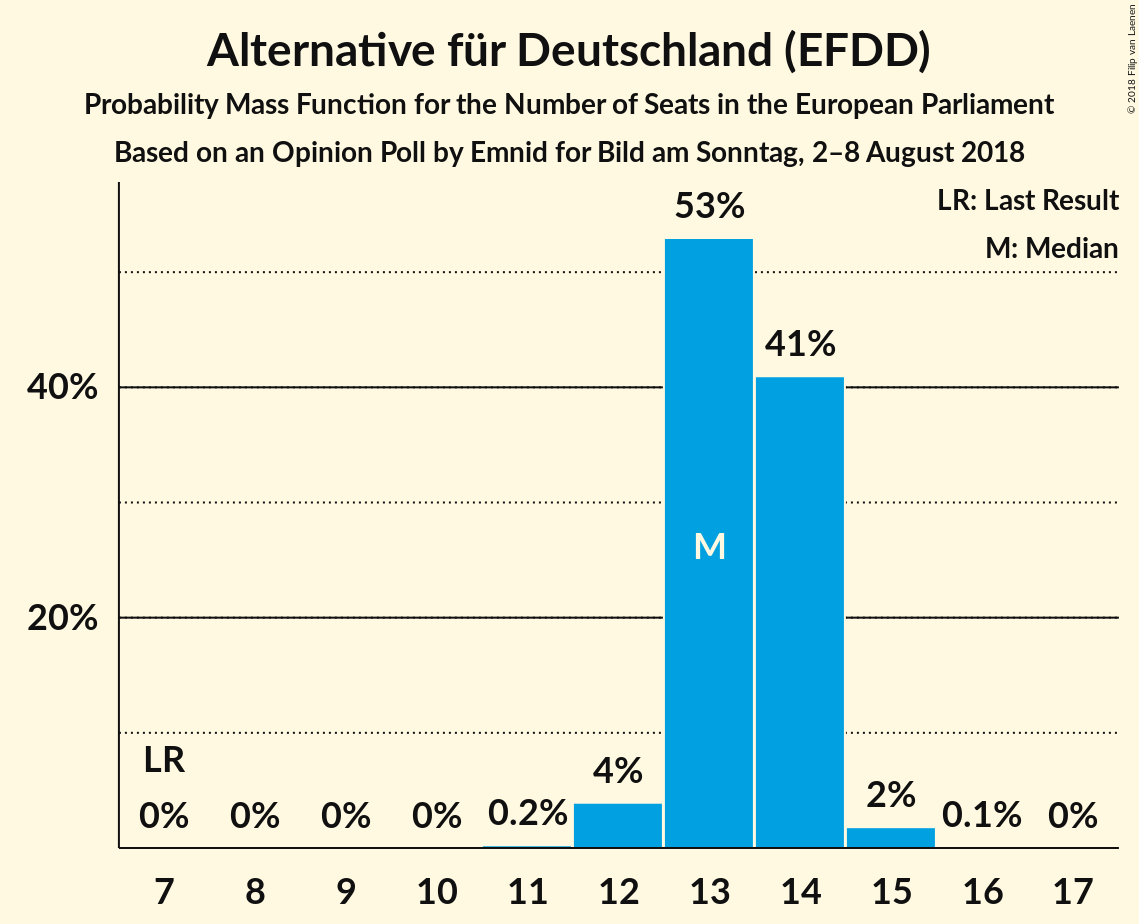 Alternative für Deutschland (EFDD)
Probability Mass Function for the Number of Seats in the European Parliament
Based on an Opinion Poll by Emnid for Bild am Sonntag, 2–8 August 2018
© 2018 Filip van Laenen
LR: Last Result
M: Median
53%
41%
40%
M
20%
LR
4%
2%
0% 0% 0% 0% 0.2% 0.1% 0%
7 8 9 10 11 12 13 14 15 16 17